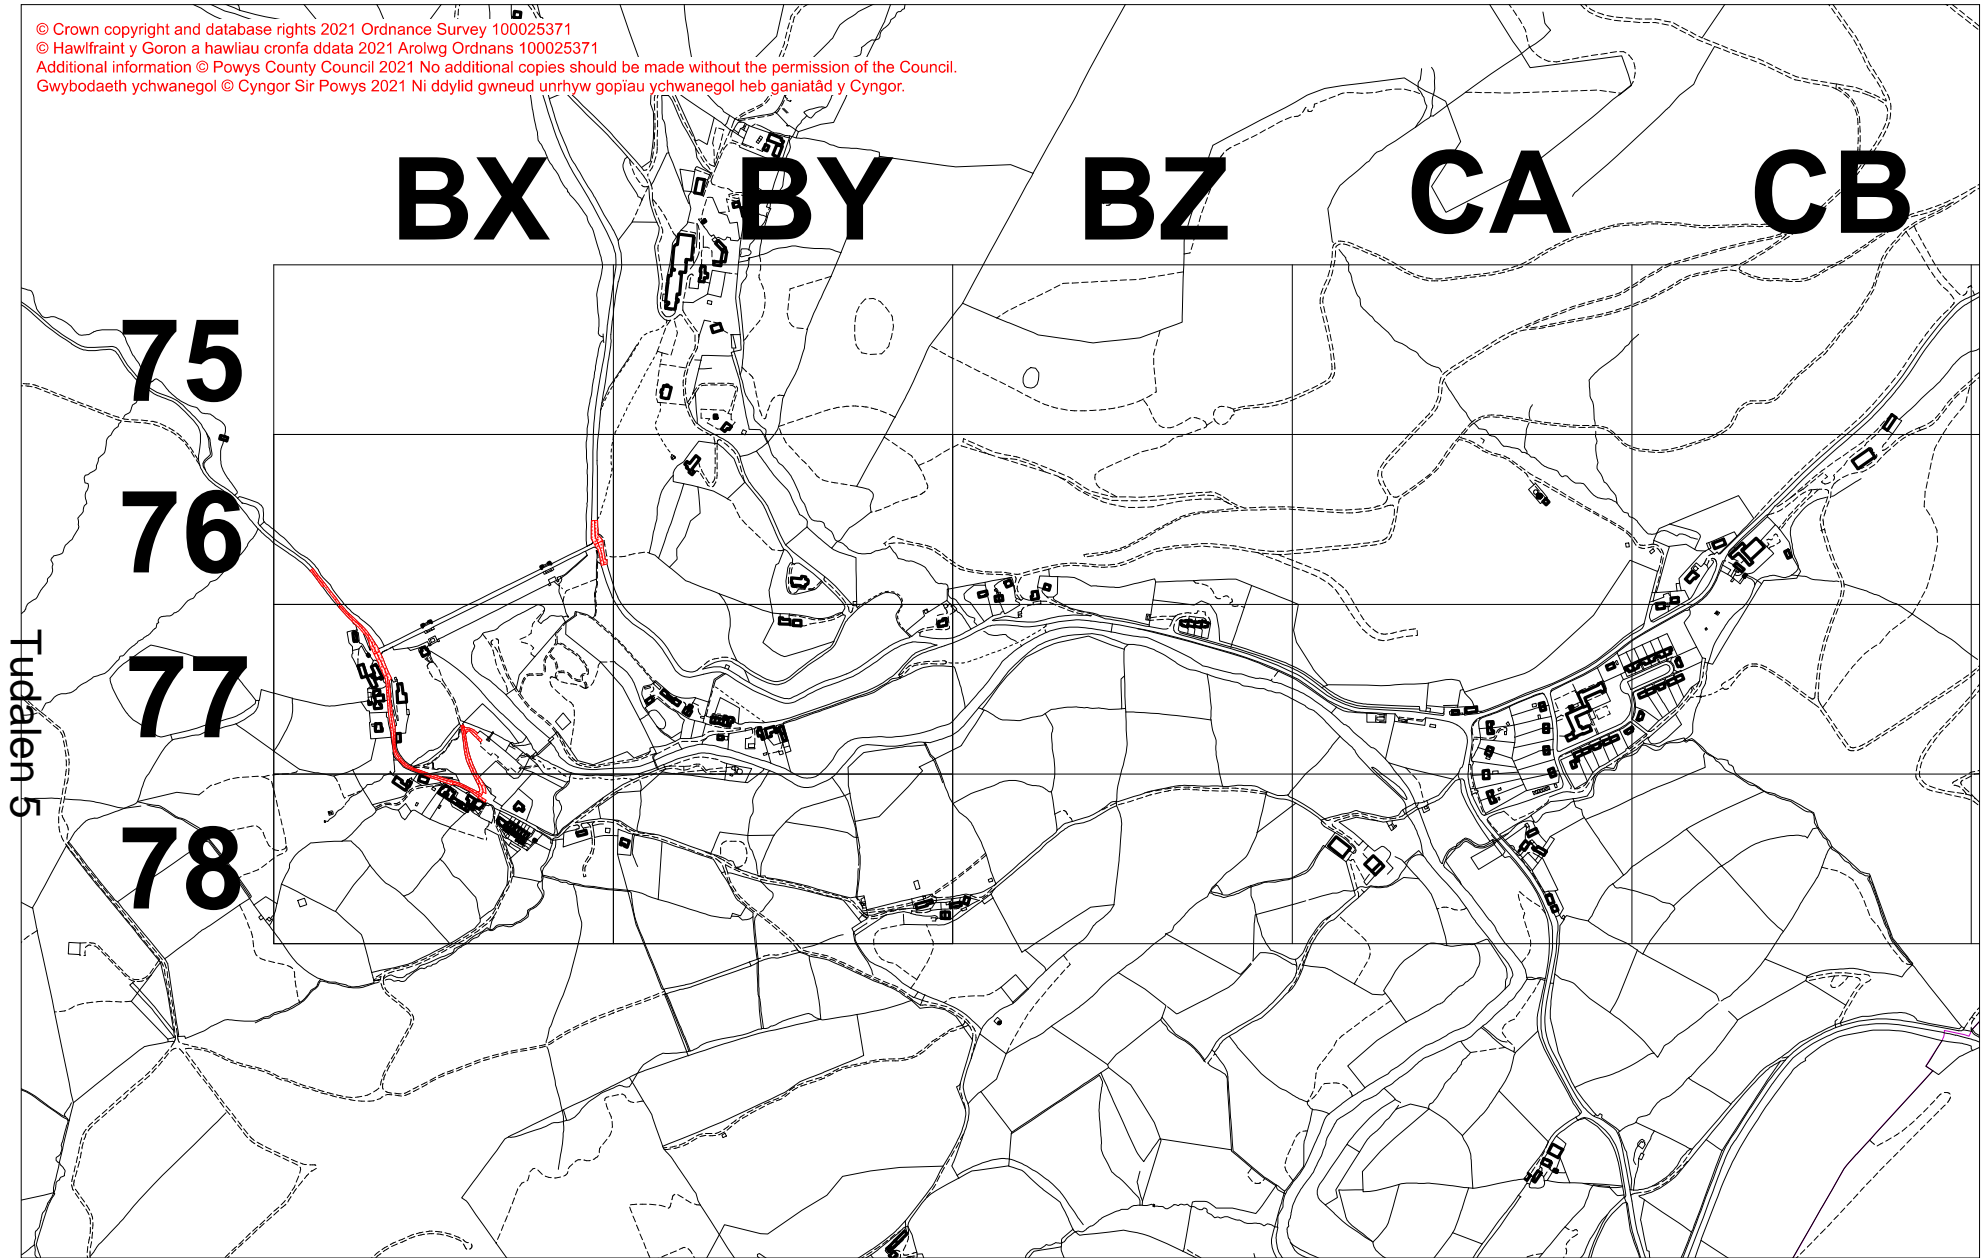 © Crown copyright and database rights 2021 Ordnance Survey 100025371
© Hawlfraint y Goron a hawliau cronfa ddata 2021 Arolwg Ordnans 100025371
Additional information © Powys County Council 2021 No additional copies should be made without the permission of the Council.
Gwybodaeth ychwanegol © Cyngor Sir Powys 2021 Ni ddylid gwneud unrhyw gopïau ychwanegol heb ganiatâd y Cyngor.
BX BY BZ CA CB
75
76
77
78
Tudalen 5